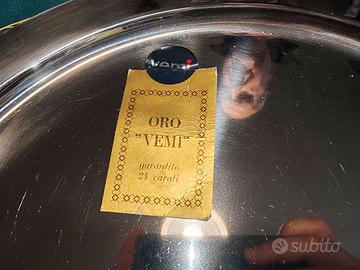 vemi
ORO
"VEMI"
garantito
24 carati
subito